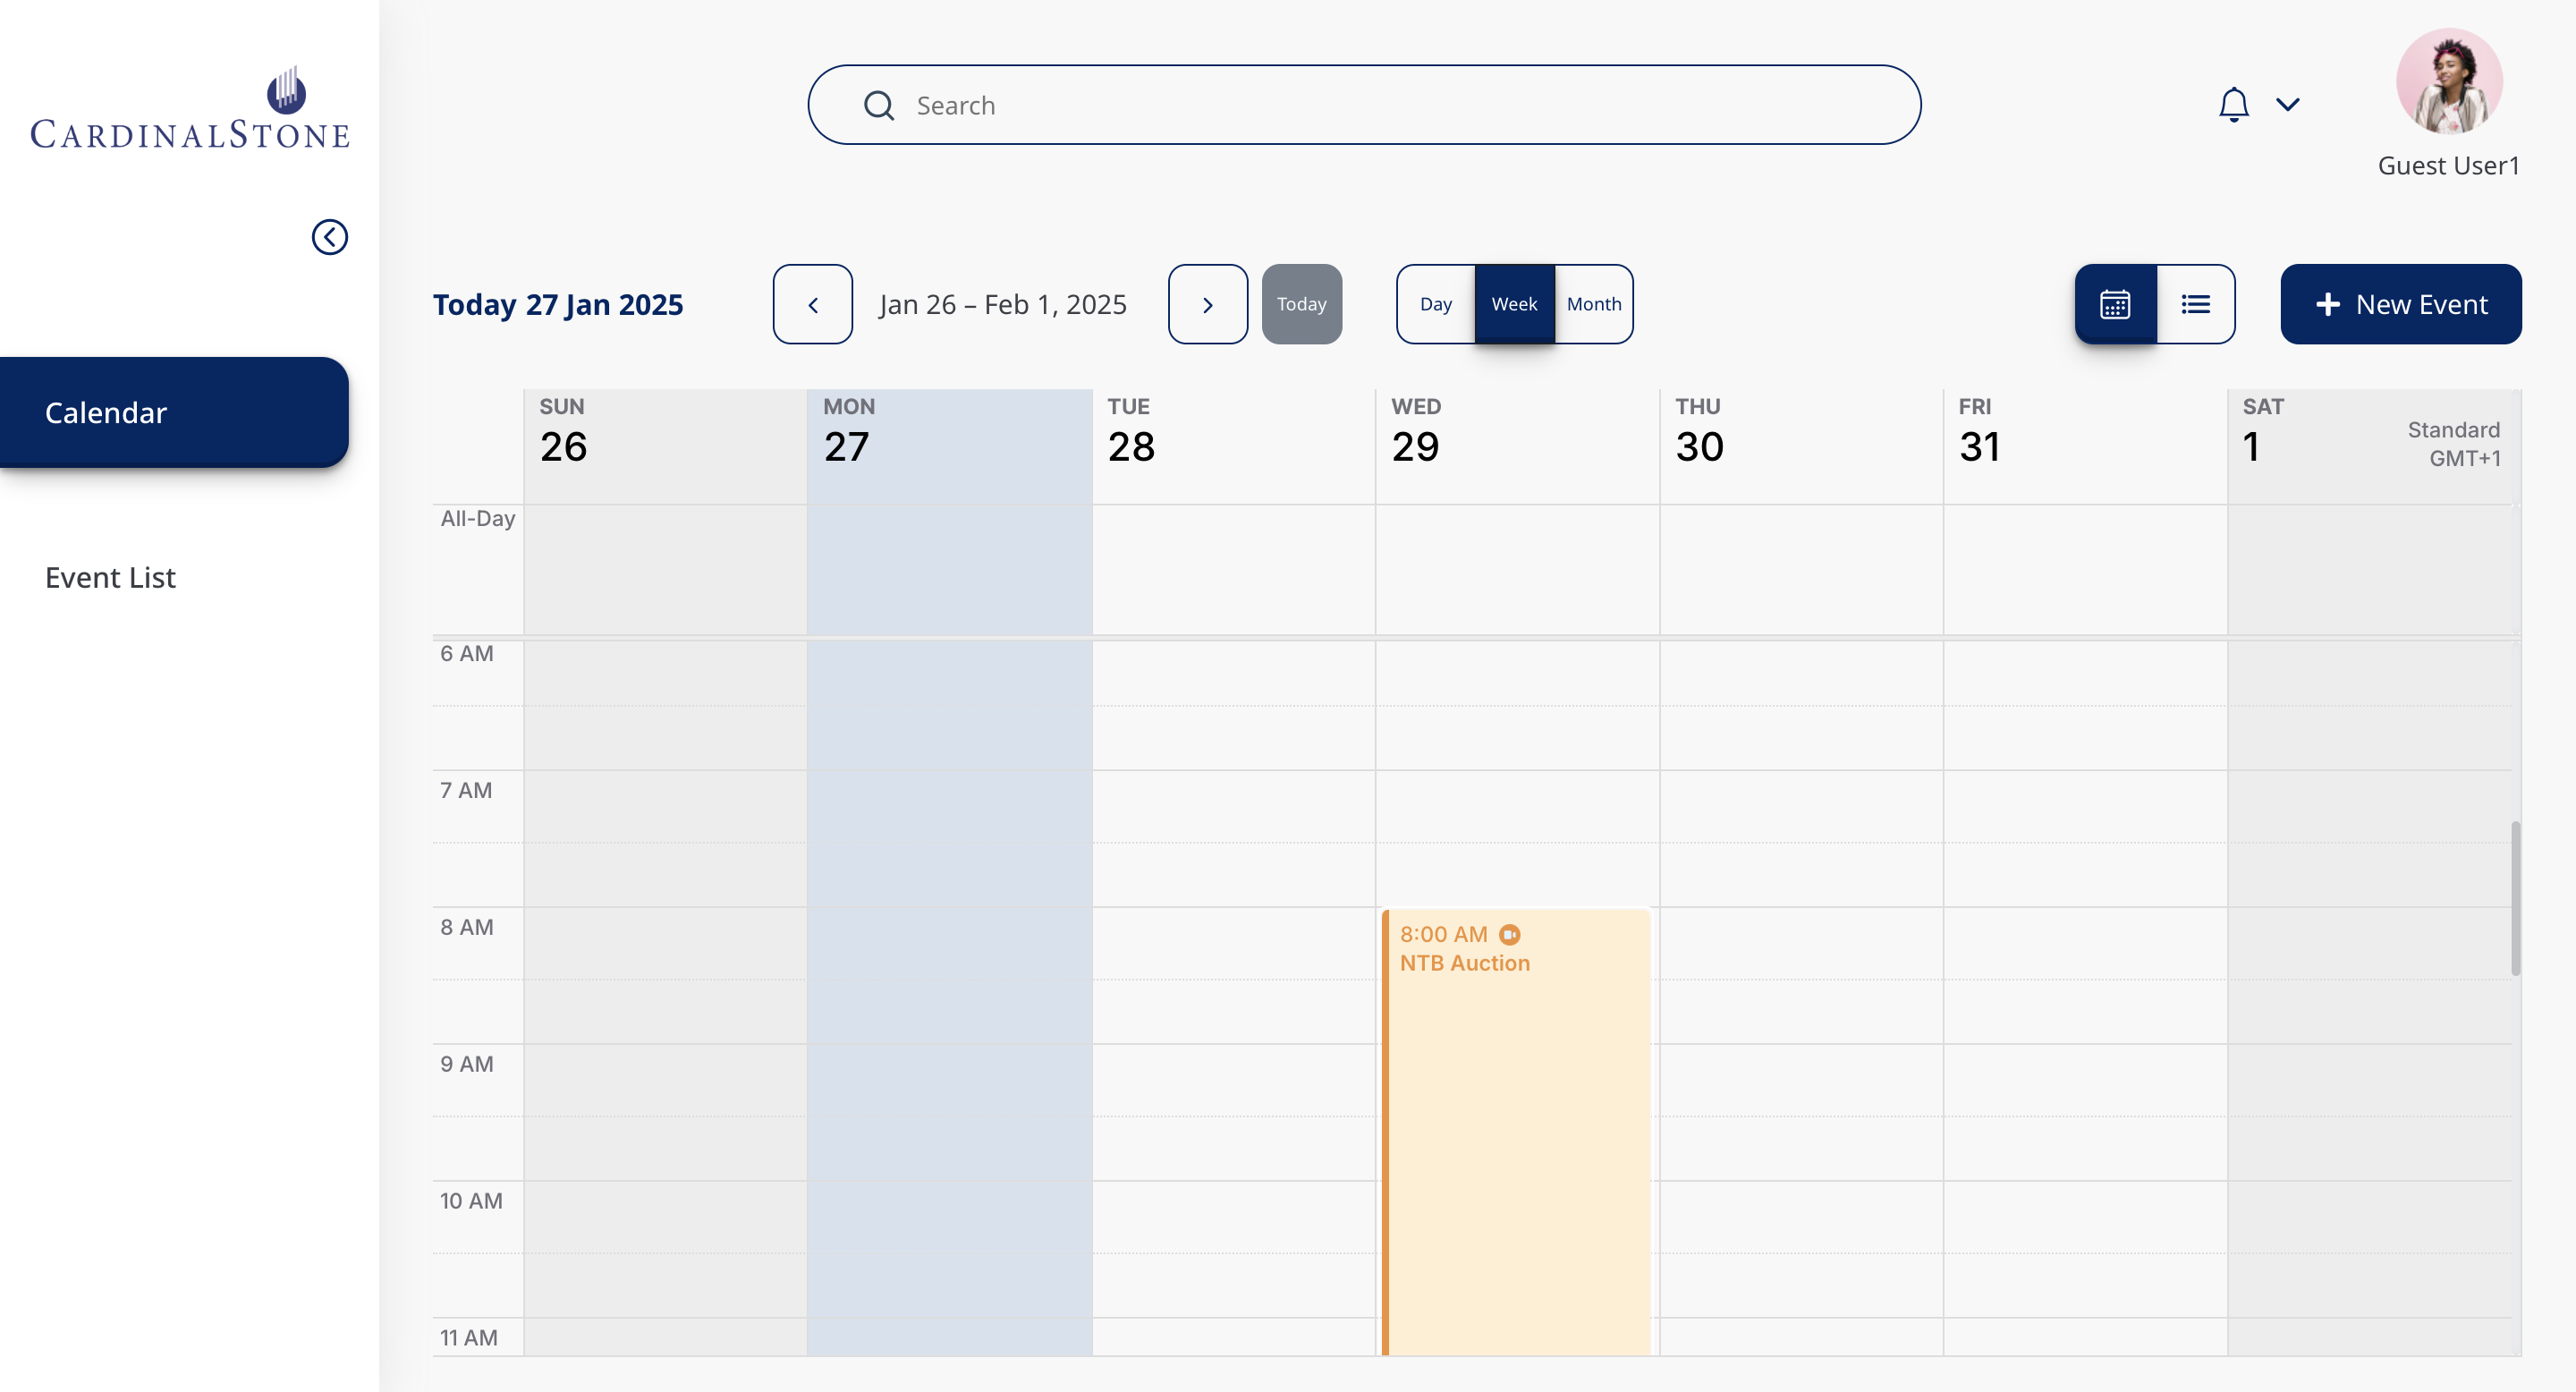 CARDINALSTONE
Search
Guest User1
Today 27 Jan 2025
Jan 26 – Feb 1, 2025
Today
Day
Week
Month
New Event
Calendar
Event List
SUN
26
MON
27
TUE
28
WED
29
THU
30
FRI
31
SAT
1
Standard
GMT+1
All-Day
6 AM
7 AM
8 AM
8:00 AM
NTB Auction
9 AM
10 AM
11 AM